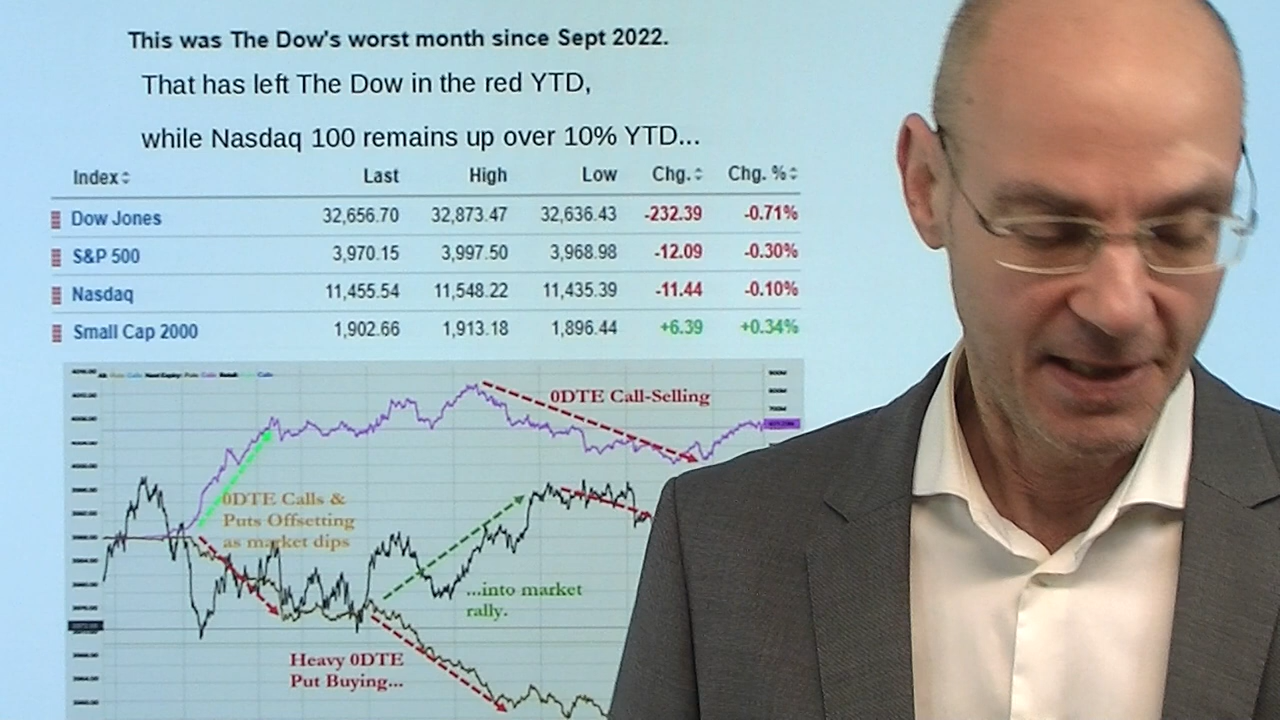 This was The Dow's worst month since Sept 2022.
That has left The Dow in the red YTD,
while Nasdaq 100 remains up over 10% YTD...
Index Last High Low Chg. Chg. %
Dow Jones 32,656.70 32,873.47 32,636.43 -232.39 -0.71%
S&P 500 3,970.15 3,997.50 3,968.98 -12.09 -0.30%
Nasdaq 11,455.54 11,548.22 11,435.39 -11.44 -0.10%
Small Cap 2000 1,902.66 1,913.18 1,896.44 +6.39 +0.34%
0DTE Call-Selling
0DTE Calls &
Puts Offsetting
as market dips
...into market
rally.
Heavy 0DTE
Put Buying...